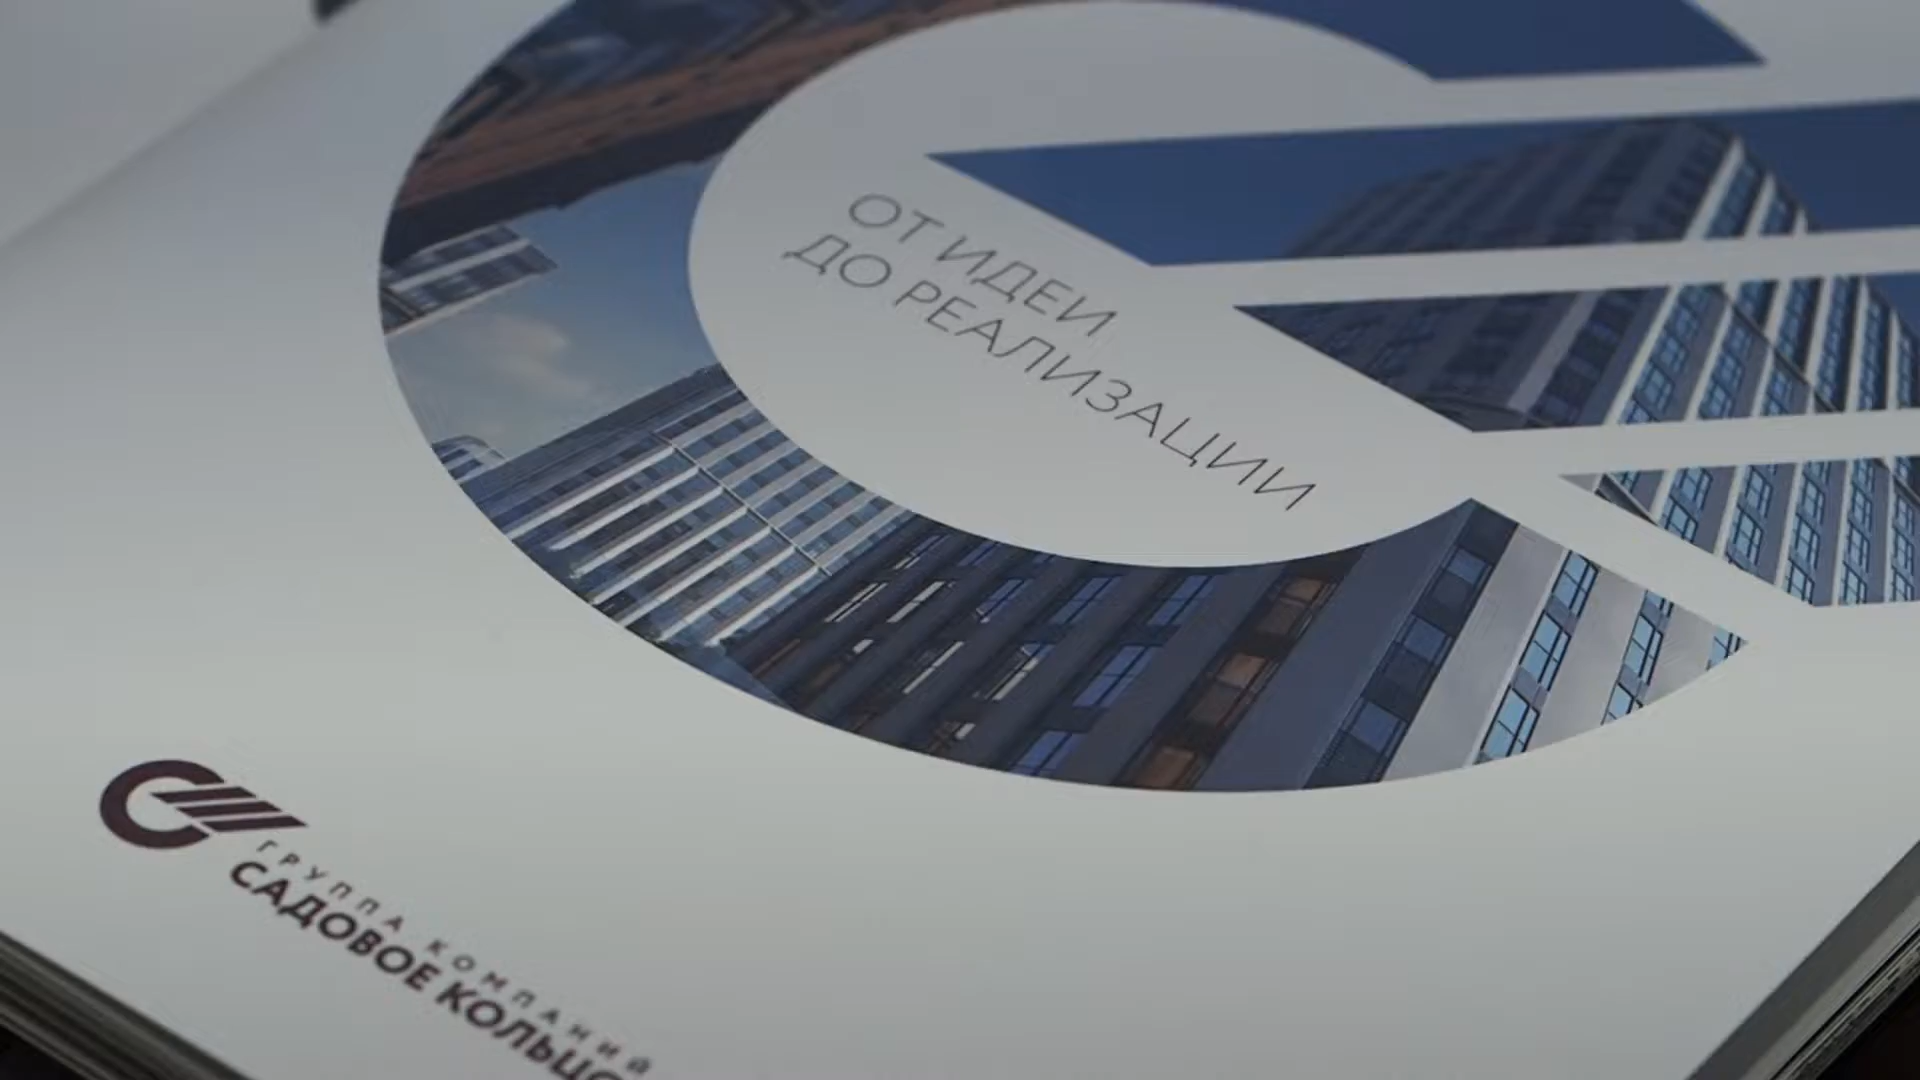 ОТ ИДЕИ
ДО РЕАЛИЗАЦИИ
ГРУППА КОМПАНИЙ
САДОВОЕ КОЛЬЦО